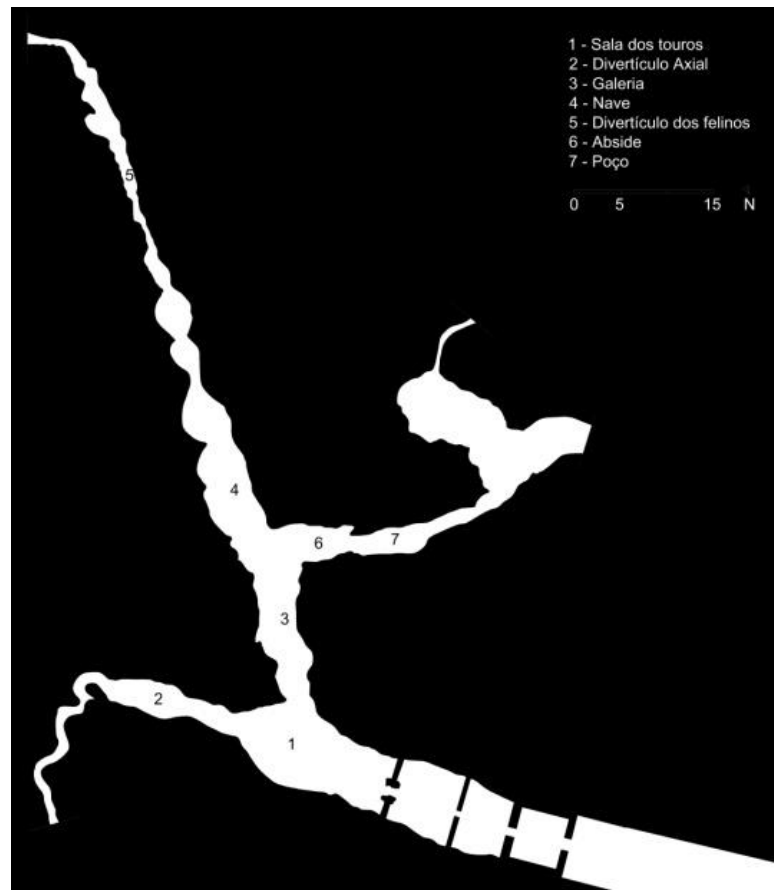 1 - Sala dos touros
2 - Divertículo Axial
3 - Galeria
4 - Nave
5 - Divertículo dos felinos
6 - Abside
7 - Poço
0 5 15 N
5
4
6 7
3
2
1